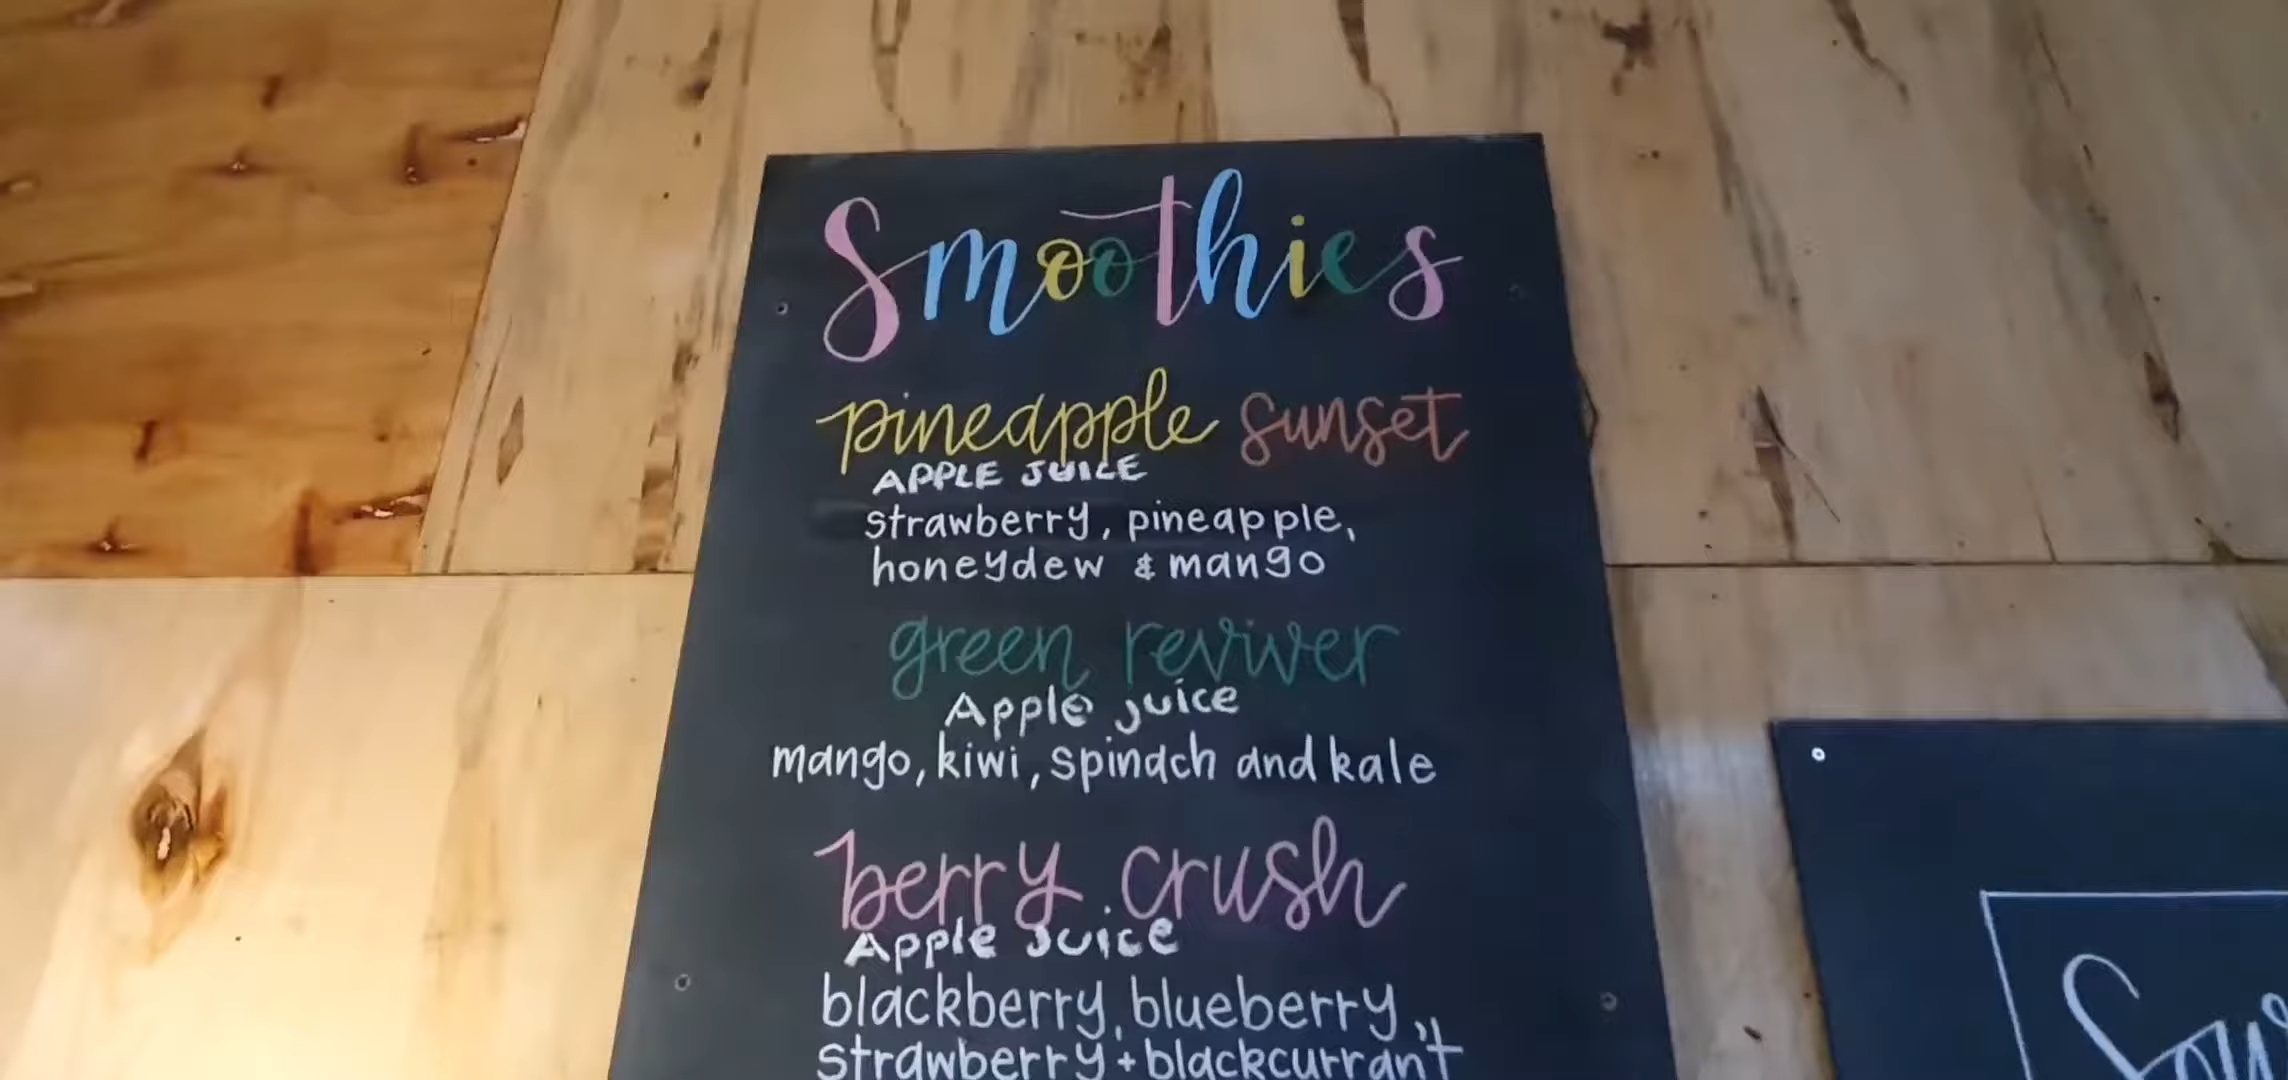 Smoothies
pineapple sunset
APPLE JUICE
strawberry, pineapple,
honeydew & mango
green reviver
Apple juice
mango, kiwi, spinach and kale
berry crush
Apple Juice
blackberry, blueberry,
strawberry + blackcurrant